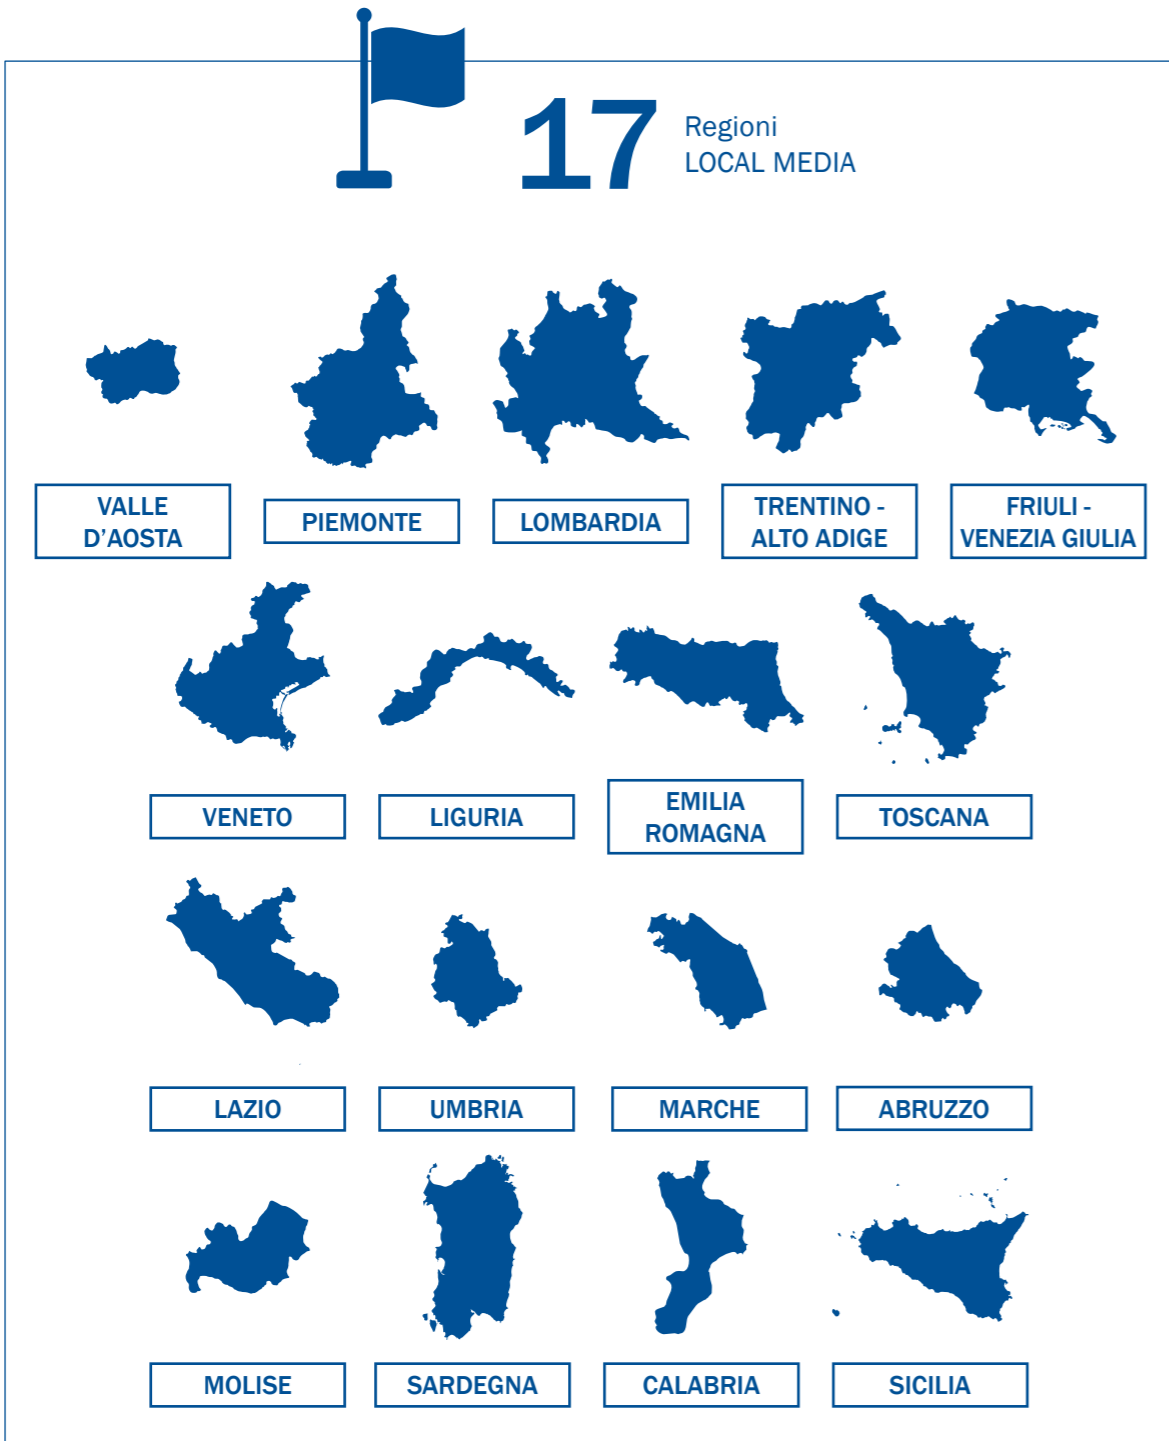 17
Regioni
LOCAL MEDIA
VALLE
D’AOSTA
PIEMONTE
LOMBARDIA
TRENTINO -
ALTO ADIGE
FRIULI -
VENEZIA GIULIA
VENETO
LIGURIA
EMILIA
ROMAGNA
TOSCANA
LAZIO
UMBRIA
MARCHE
ABRUZZO
MOLISE
SARDEGNA
CALABRIA
SICILIA